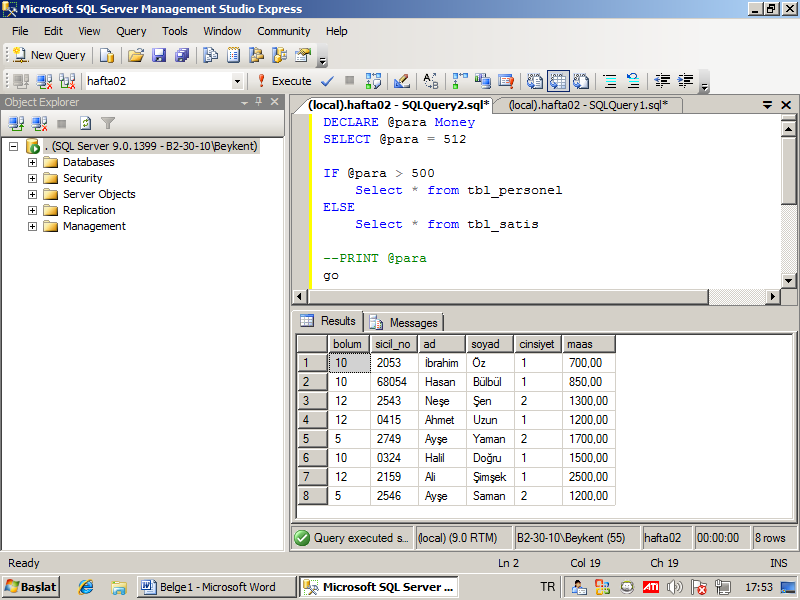 Microsoft SQL Server Management Studio Express
File Edit View Query Tools Window Community Help
New Query
hafta02 Execute
Object Explorer
. (SQL Server 9.0.1399 - B2-30-10\Beykent)
Databases
Security
Server Objects
Replication
Management
(local).hafta02 - SQLQuery2.sql* (local).hafta02 - SQLQuery1.sql*
DECLARE @para Money
SELECT @para = 512
IF @para > 500
Select * from tbl_personel
ELSE
Select * from tbl_satis
--PRINT @para
go
Results Messages
bolum sicil_no ad soyad cinsiyet maas
1 10 2053 İbrahim Öz 1 700,00
2 10 68054 Hasan Bülbül 1 850,00
3 12 2543 Neşe Şen 2 1300,00
4 12 0415 Ahmet Uzun 1 1200,00
5 5 2749 Ayşe Yaman 2 1700,00
6 10 0324 Halil Doğru 1 1500,00
7 12 2159 Ali Şimşek 1 2500,00
8 5 2546 Ayşe Saman 2 1200,00
Query executed s... (local) (9.0 RTM) B2-30-10\Beykent (55) hafta02 00:00:00 8 rows
Ready Ln 2 Col 19 Ch 19 INS
Başlat Belge1 - Microsoft Word Microsoft SQL Server ... TR ATI 17:53